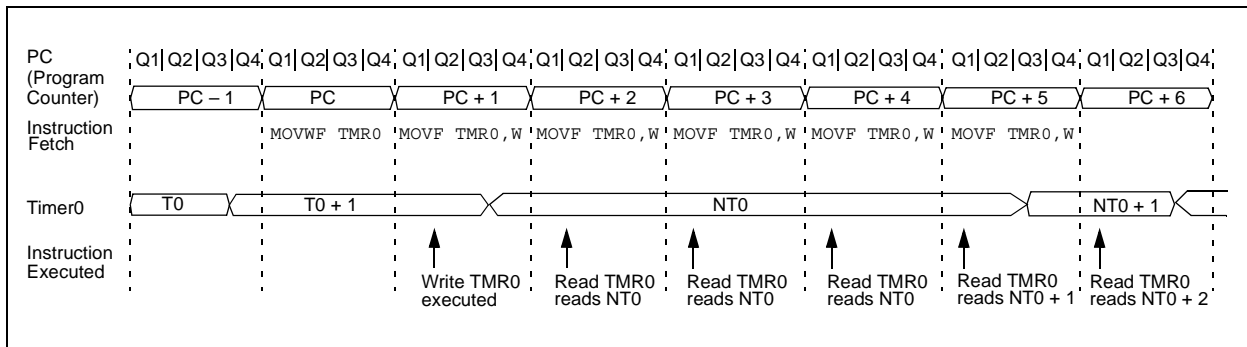 PC Q1 Q2 Q3 Q4 Q1 Q2 Q3 Q4 Q1 Q2 Q3 Q4 Q1 Q2 Q3 Q4 Q1 Q2 Q3 Q4 Q1 Q2 Q3 Q4 Q1 Q2 Q3 Q4 Q1 Q2 Q3 Q4
(Program
Counter) PC – 1 PC PC + 1 PC + 2 PC + 3 PC + 4 PC + 5 PC + 6
Instruction
Fetch MOVWF TMR0 MOVF TMR0,W MOVF TMR0,W MOVF TMR0,W MOVF TMR0,W MOVF TMR0,W
Timer0 T0 T0 + 1 NT0 NT0 + 1
Instruction
Executed
Write TMR0 Read TMR0 Read TMR0 Read TMR0 Read TMR0 Read TMR0
executed reads NT0 reads NT0 reads NT0 reads NT0 + 1 reads NT0 + 2